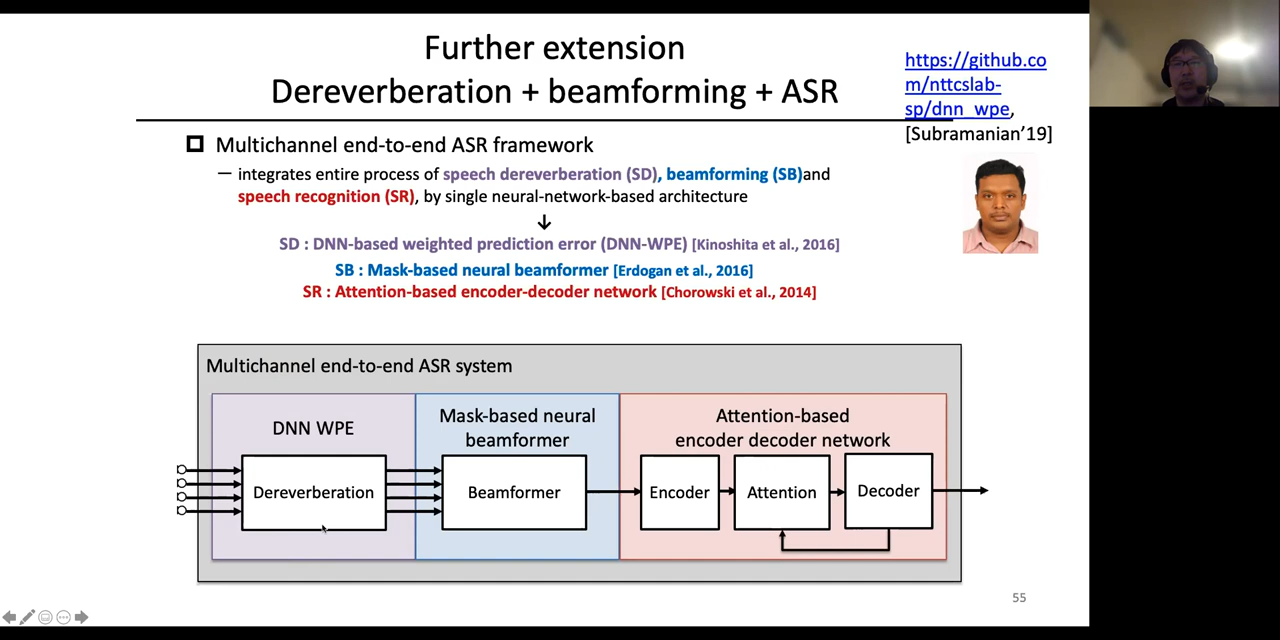 Further extension
Dereverberation + beamforming + ASR
https://github.co
m/nttcslab-
sp/dnn_wpe,
[Subramanian’19]
Multichannel end-to-end ASR framework
– integrates entire process of speech dereverberation (SD), beamforming (SB)and
speech recognition (SR), by single neural-network-based architecture
SD : DNN-based weighted prediction error (DNN-WPE) [Kinoshita et al., 2016]
SB : Mask-based neural beamformer [Erdogan et al., 2016]
SR : Attention-based encoder-decoder network [Chorowski et al., 2014]
Multichannel end-to-end ASR system
DNN WPE
Mask-based neural
beamformer
Attention-based
encoder decoder network
Dereverberation
Beamformer
Encoder
Attention
Decoder
55